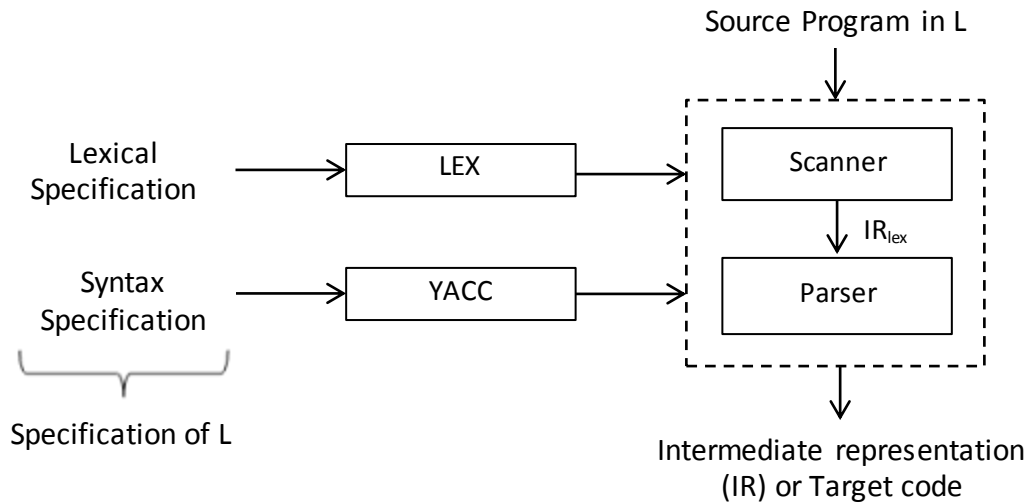 Source Program in L
Lexical
Specification
LEX
Scanner
IRlex
Syntax
Specification
YACC
Parser
Specification of L
Intermediate representation
(IR) or Target code